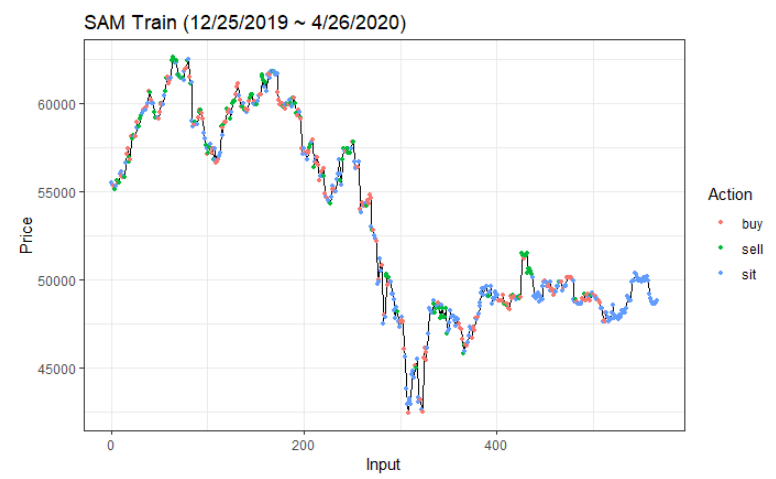 SAM Train (12/25/2019 ~ 4/26/2020)
60000
55000
50000
45000
Price
0
200
400
Input
Action
buy
sell
sit